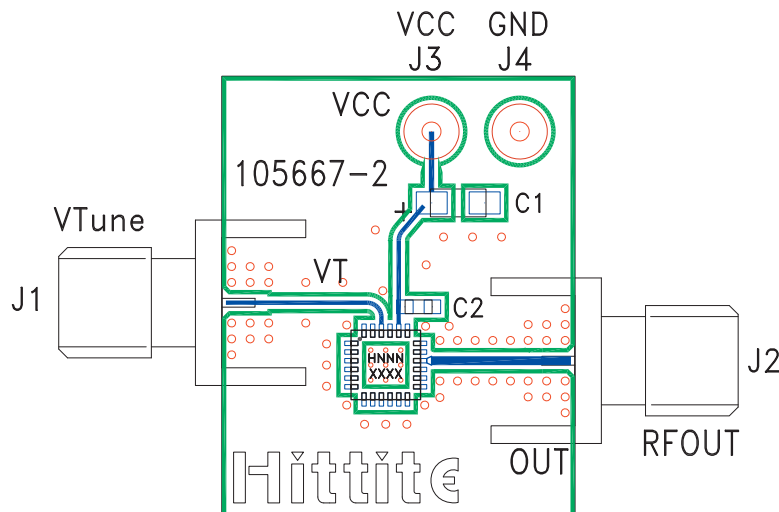 VCC GND
J3 J4
VCC
105667-2
C1
VTune
VT
J1
C2
HNNN
XXXX
J2
RFOUT
OUT
Hittite